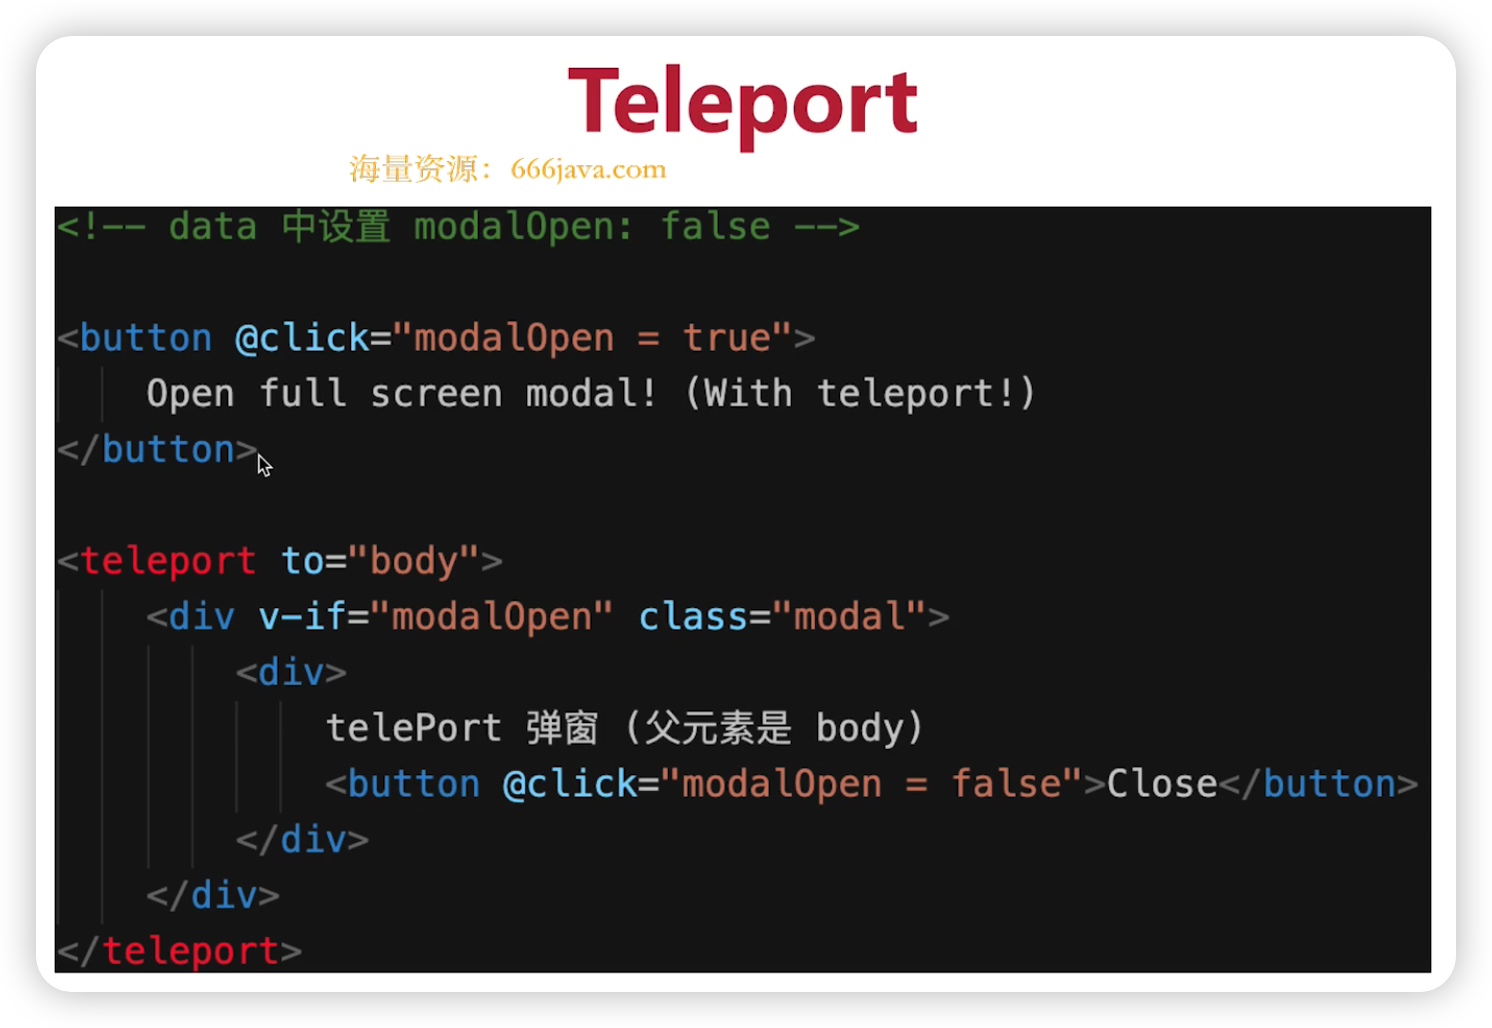 Teleport
海量资源：666java.com
<!-- data 中设置 modalOpen: false -->
<button @click="modalOpen = true">
Open full screen modal! (With teleport!)
</button>
<teleport to="body">
<div v-if="modalOpen" class="modal">
<div>
telePort 弹窗 (父元素是 body)
<button @click="modalOpen = false">Close</button>
</div>
</div>
</teleport>